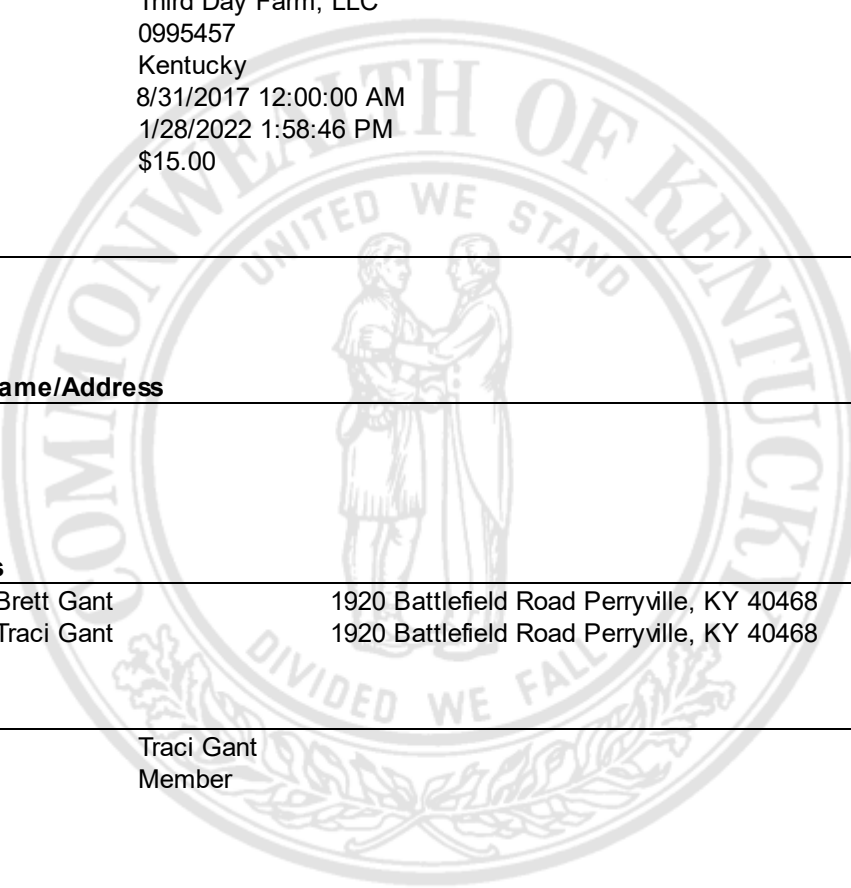 Third Day Farm, LLC
0995457
Kentucky
8/31/2017 12:00:00 AM
1/28/2022 1:58:46 PM
$15.00
COMMONWEALTH OF KENTUCKY
UNITED WE STAND
ame/Address
s
Brett Gant 1920 Battlefield Road Perryville, KY 40468
Traci Gant 1920 Battlefield Road Perryville, KY 40468
DIVIDED WE FALL
Traci Gant
Member